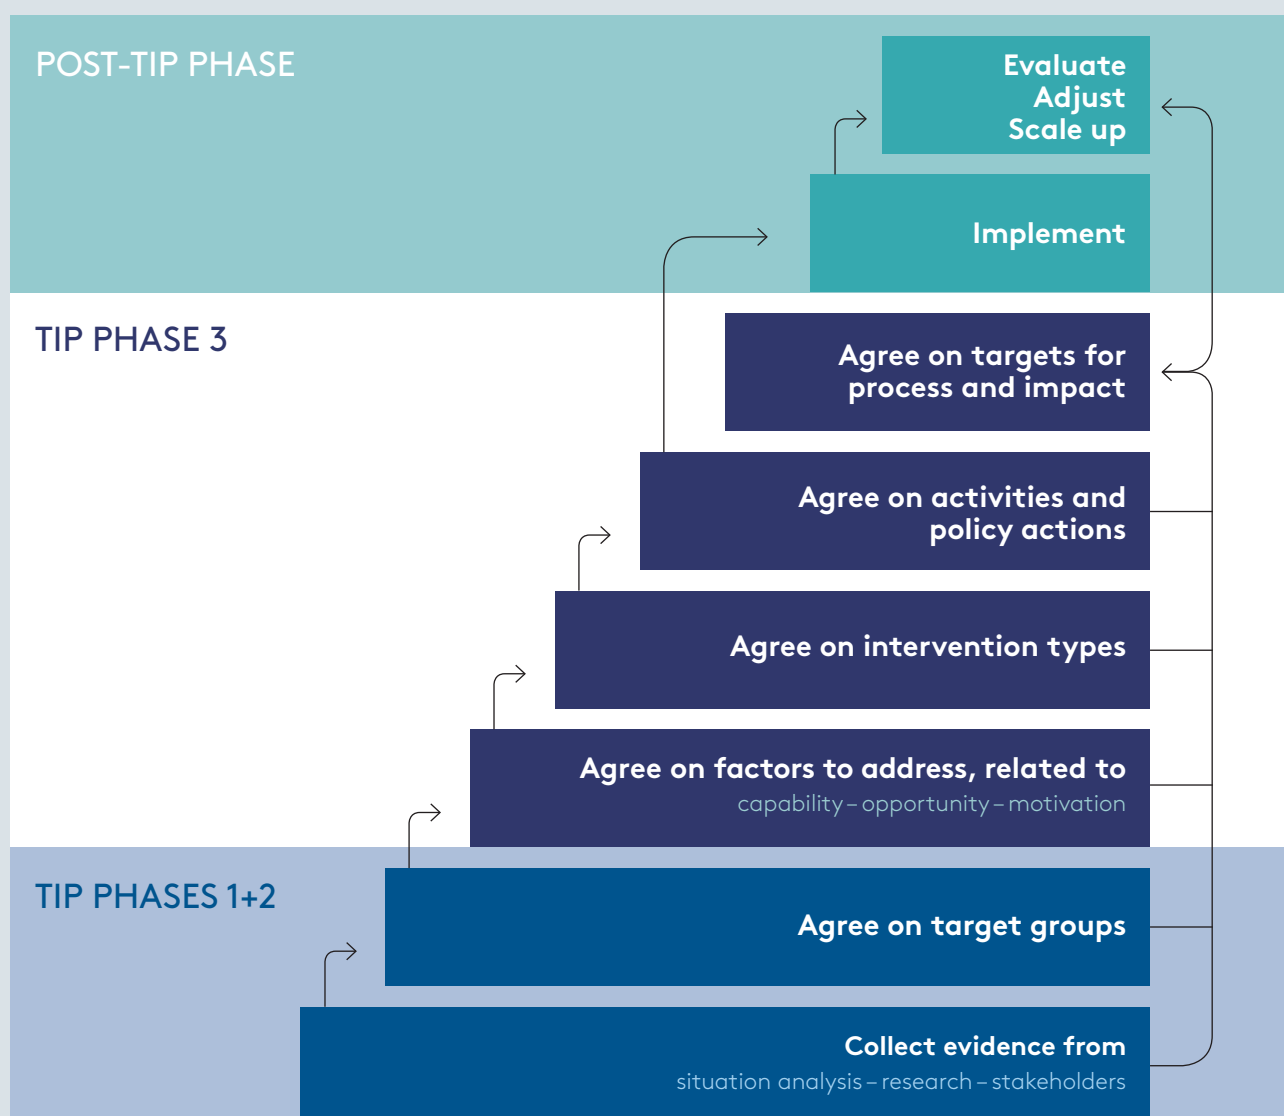 POST-TIP PHASE
Evaluate
Adjust
Scale up
Implement
TIP PHASE 3
Agree on targets for
process and impact
Agree on activities and
policy actions
Agree on intervention types
Agree on factors to address, related to
capability – opportunity – motivation
TIP PHASES 1+2
Agree on target groups
Collect evidence from
situation analysis – research – stakeholders